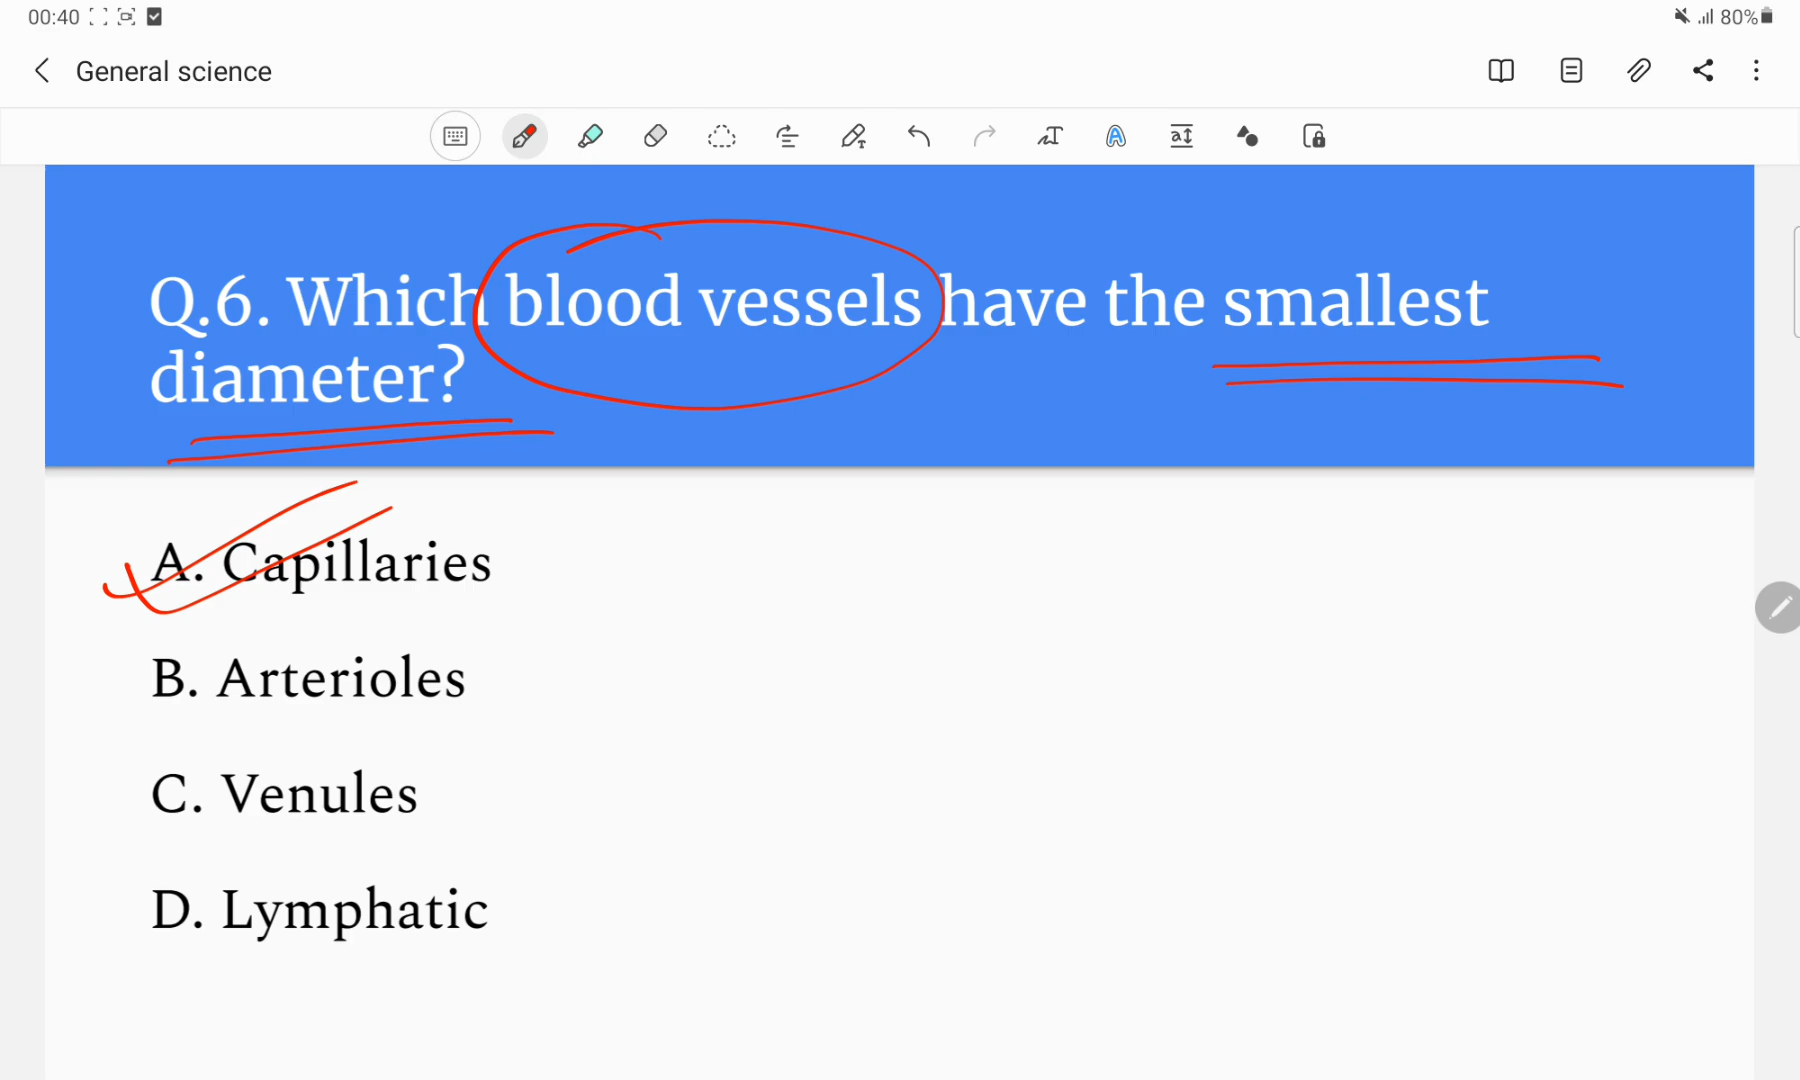 00:40
80%
General science
Q.6. Which blood vessels have the smallest
diameter?
A. Capillaries
B. Arterioles
C. Venules
D. Lymphatic